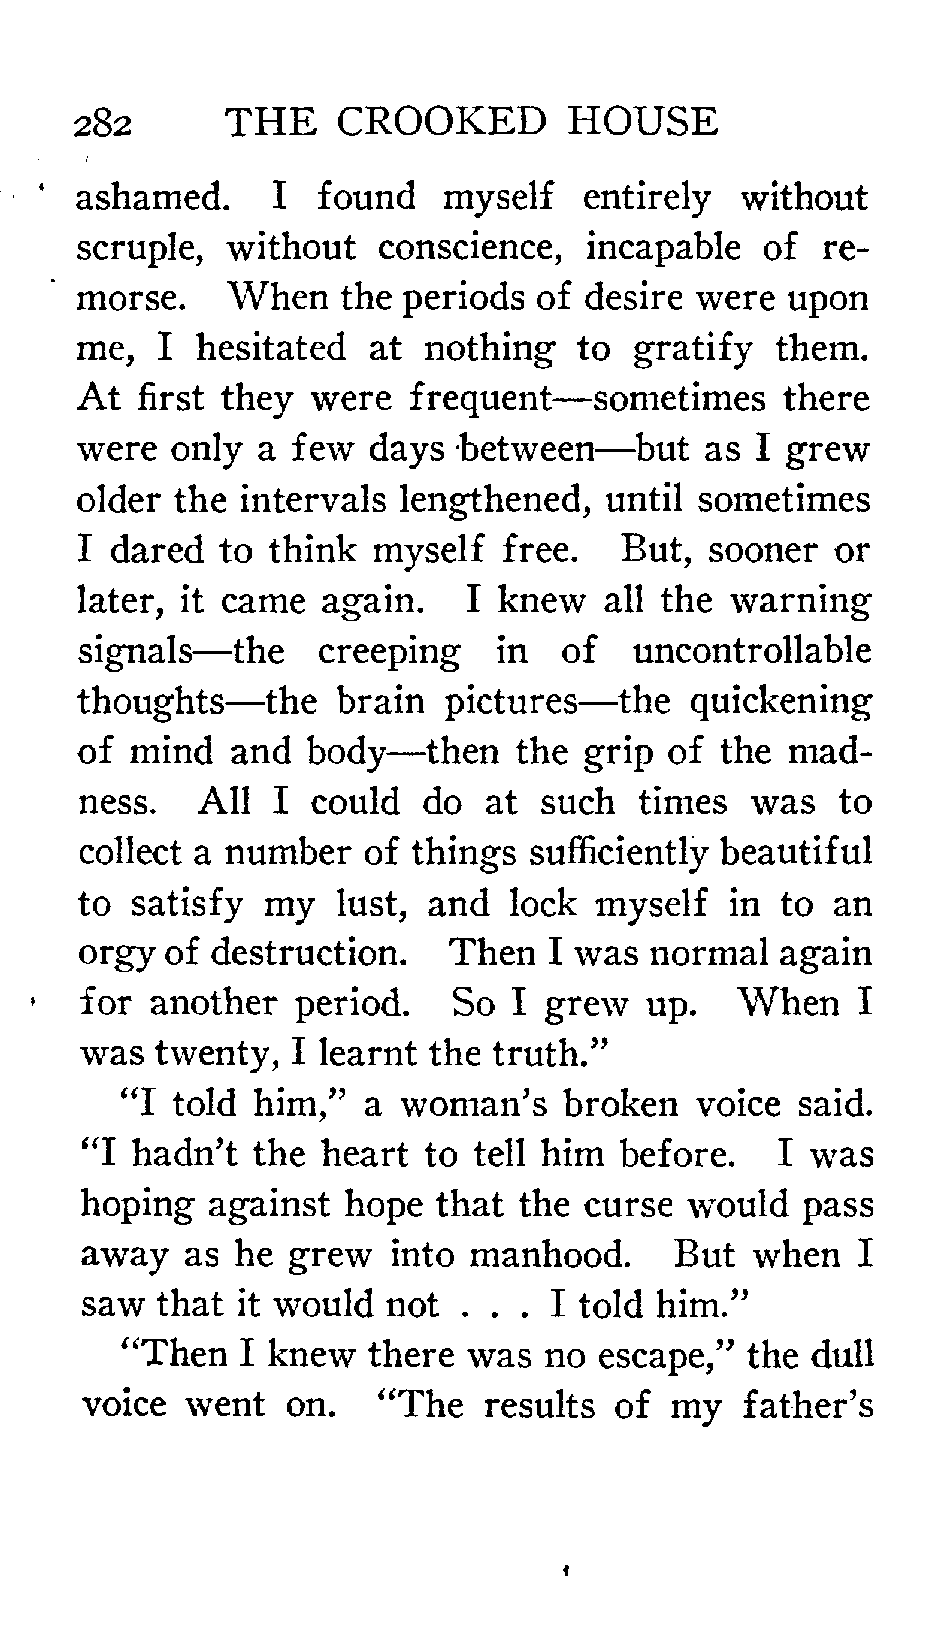 282 THE CROOKED HOUSE
ashamed. I found myself entirely without
scruple, without conscience, incapable of re-
morse. When the periods of desire were upon
me, I hesitated at nothing to gratify them.
At first they were frequent—sometimes there
were only a few days between—but as I grew
older the intervals lengthened, until sometimes
I dared to think myself free. But, sooner or
later, it came again. I knew all the warning
signals—the creeping in of uncontrollable
thoughts—the brain pictures—the quickening
of mind and body—then the grip of the mad-
ness. All I could do at such times was to
collect a number of things sufficiently beautiful
to satisfy my lust, and lock myself in to an
orgy of destruction. Then I was normal again
for another period. So I grew up. When I
was twenty, I learnt the truth."
"I told him," a woman's broken voice said.
"I hadn't the heart to tell him before. I was
hoping against hope that the curse would pass
away as he grew into manhood. But when I
saw that it would not . . . I told him."
"Then I knew there was no escape," the dull
voice went on. "The results of my father's